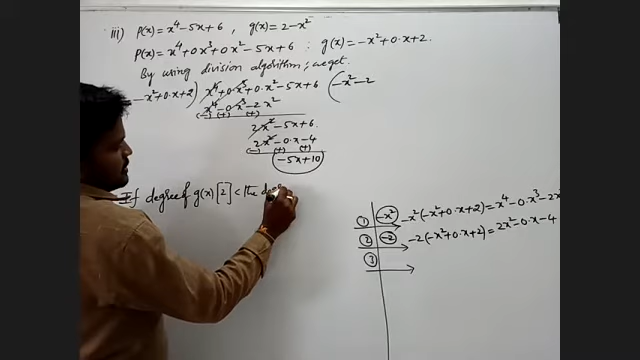 iii) P(x) = x⁴ - 5x + 6 , g(x) = 2 - x²
P(x) = x⁴ + 0x³ + 0x² - 5x + 6 : g(x) = -x² + 0·x + 2.
By using division algorithm, we get.
-x² + 0·x + 2) x⁴ + 0·x³ + 0·x² - 5x + 6 (-x² - 2
x⁴ - 0·x³ - 2x²
(-) (+) (+)
2x² - 5x + 6
2x² - 0·x - 4
(-) (+) (+)
-5x + 10
If degree of g(x) [2] < the deg
① -x² -x²(-x² + 0·x + 2) = x⁴ - 0·x³ - 2x
② -2 -2(-x² + 0·x + 2) = 2x² - 0·x - 4
③